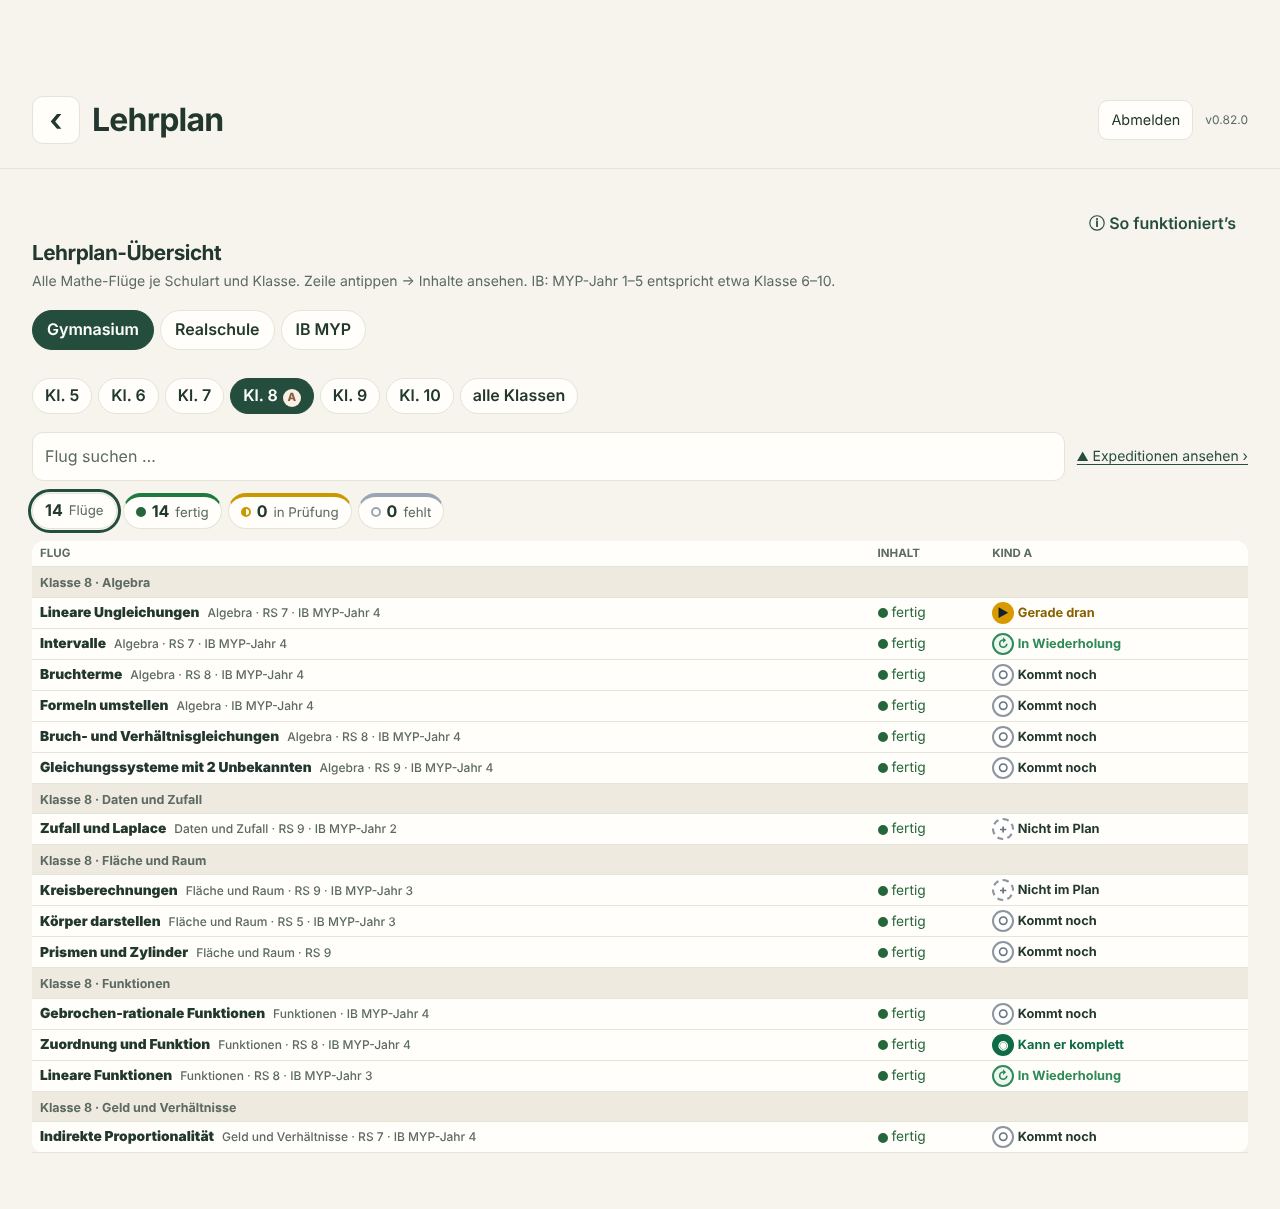 ‹ Lehrplan Abmelden v0.82.0
ⓘ So funktioniert's
Lehrplan-Übersicht
Alle Mathe-Flüge je Schulart und Klasse. Zeile antippen → Inhalte ansehen. IB: MYP-Jahr 1–5 entspricht etwa Klasse 6–10.
Gymnasium Realschule IB MYP
Kl. 5 Kl. 6 Kl. 7 Kl. 8 A Kl. 9 Kl. 10 alle Klassen
Flug suchen … ▲ Expeditionen ansehen ›
14 Flüge 14 fertig 0 in Prüfung 0 fehlt
FLUG INHALT KIND A
Klasse 8 · Algebra
Lineare Ungleichungen Algebra · RS 7 · IB MYP-Jahr 4 fertig Gerade dran
Intervalle Algebra · RS 7 · IB MYP-Jahr 4 fertig In Wiederholung
Bruchterme Algebra · RS 8 · IB MYP-Jahr 4 fertig Kommt noch
Formeln umstellen Algebra · IB MYP-Jahr 4 fertig Kommt noch
Bruch- und Verhältnisgleichungen Algebra · RS 8 · IB MYP-Jahr 4 fertig Kommt noch
Gleichungssysteme mit 2 Unbekannten Algebra · RS 9 · IB MYP-Jahr 4 fertig Kommt noch
Klasse 8 · Daten und Zufall
Zufall und Laplace Daten und Zufall · RS 9 · IB MYP-Jahr 2 fertig Nicht im Plan
Klasse 8 · Fläche und Raum
Kreisberechnungen Fläche und Raum · RS 9 · IB MYP-Jahr 3 fertig Nicht im Plan
Körper darstellen Fläche und Raum · RS 5 · IB MYP-Jahr 3 fertig Kommt noch
Prismen und Zylinder Fläche und Raum · RS 9 fertig Kommt noch
Klasse 8 · Funktionen
Gebrochen-rationale Funktionen Funktionen · IB MYP-Jahr 4 fertig Kommt noch
Zuordnung und Funktion Funktionen · RS 8 · IB MYP-Jahr 4 fertig Kann er komplett
Lineare Funktionen Funktionen · RS 8 · IB MYP-Jahr 3 fertig In Wiederholung
Klasse 8 · Geld und Verhältnisse
Indirekte Proportionalität Geld und Verhältnisse · RS 7 · IB MYP-Jahr 4 fertig Kommt noch